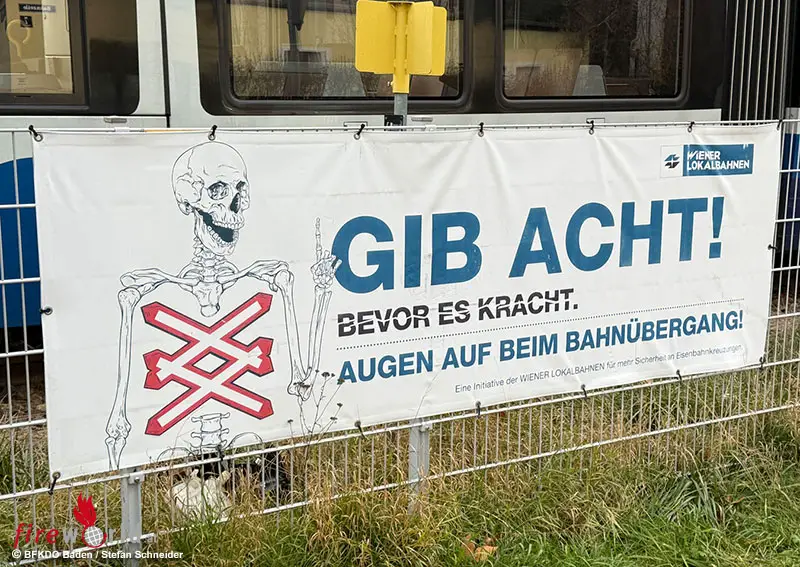 WIENER
LOKALBAHNEN
GIB ACHT!
BEVOR ES KRACHT.
AUGEN AUF BEIM BAHNÜBERGANG!
Eine Initiative der WIENER LOKALBAHNEN für mehr Sicherheit an Eisenbahnkreuzungen
© BFKDO Baden / Stefan Schneider